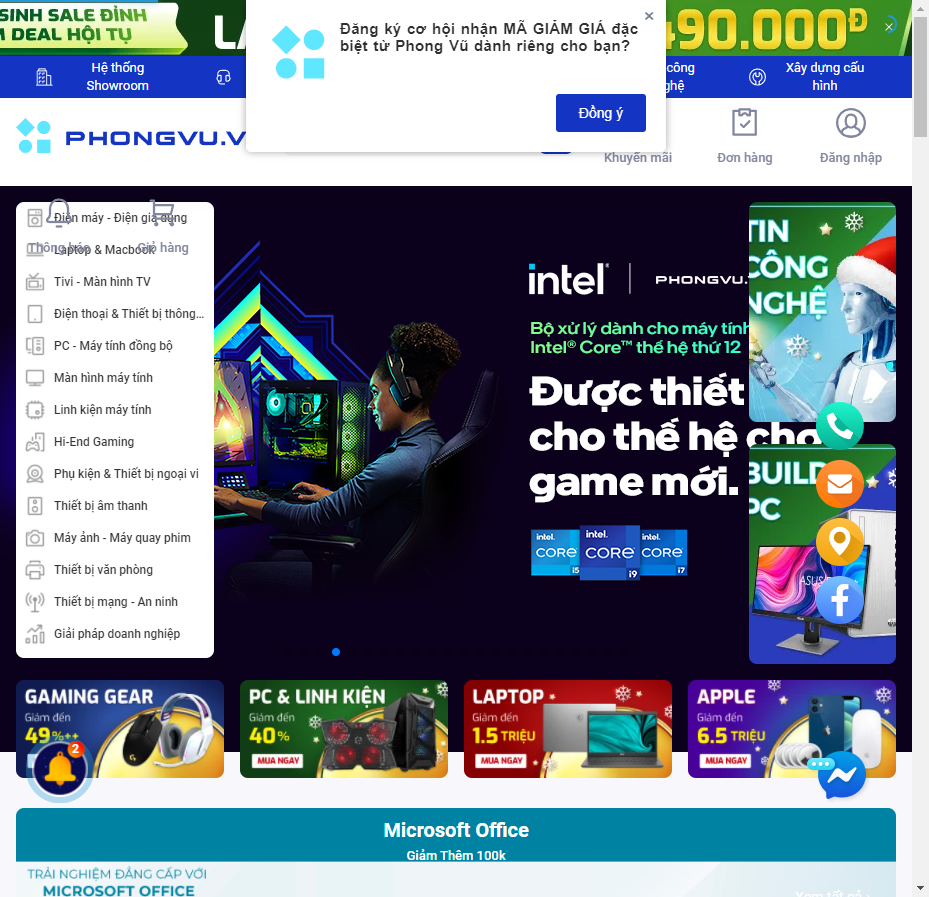 SINH SALE ĐỈNH
DEAL HỘI TỤ
490.000Đ
Đăng ký cơ hội nhận MÃ GIẢM GIÁ đặc
biệt từ Phong Vũ dành riêng cho bạn?
Đồng ý
Hệ thống
Showroom
công
Xây dựng cấu
hình
PHONGVU.V
Khuyến mãi
Đơn hàng
Đăng nhập
Thông báo
Giỏ hàng
Điện máy - Điện gia dụng
Laptop & Macbook
Tivi - Màn hình TV
Điện thoại & Thiết bị thông...
PC - Máy tính đồng bộ
Màn hình máy tính
Linh kiện máy tính
Hi-End Gaming
Phụ kiện & Thiết bị ngoại vi
Thiết bị âm thanh
Máy ảnh - Máy quay phim
Thiết bị văn phòng
Thiết bị mạng - An ninh
Giải pháp doanh nghiệp
intel PHONGVU.
Bộ xử lý dành cho máy tính
Intel® Core™ thế hệ thứ 12
Được thiết
cho thế hệ cho
game mới.
intel. CORE i5
intel. CORE i9
intel. CORE i7
TIN
CÔNG
NGHỆ
BUILD
PC
ASUS
GAMING GEAR
Giảm đến
49%++
PC & LINH KIỆN
Giảm đến
40%
MUA NGAY
LAPTOP
Giảm đến
1.5 TRIỆU
MUA NGAY
APPLE
Giảm đến
6.5 TRIỆU
MUA NGAY
2
Microsoft Office
Giảm Thêm 100k
TRẢI NGHIỆM ĐẲNG CẤP VỚI
MICROSOFT OFFICE
Xem tất cả